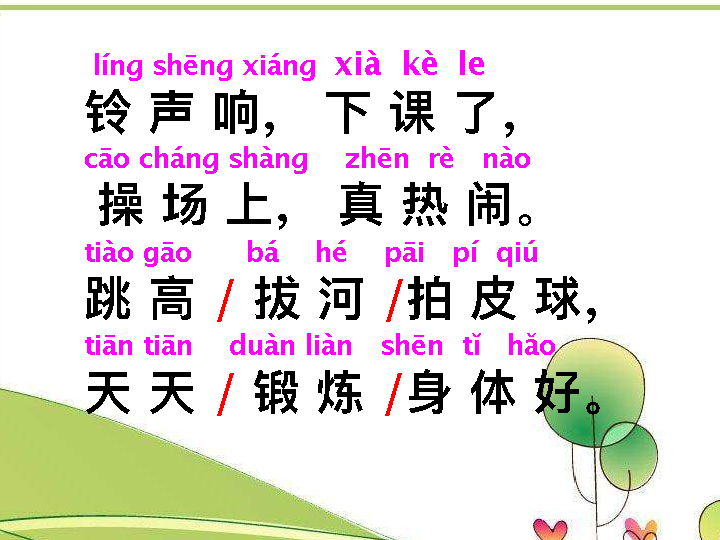 líng shēng xiáng xià kè le
铃 声 响， 下 课 了，
cāo cháng shàng zhēn rè nào
操 场 上， 真 热 闹。
tiào gāo bá hé pāi pí qiú
跳 高 / 拔 河 /拍 皮 球，
tiān tiān duàn liàn shēn tǐ hǎo
天 天 / 锻 炼 /身 体 好。